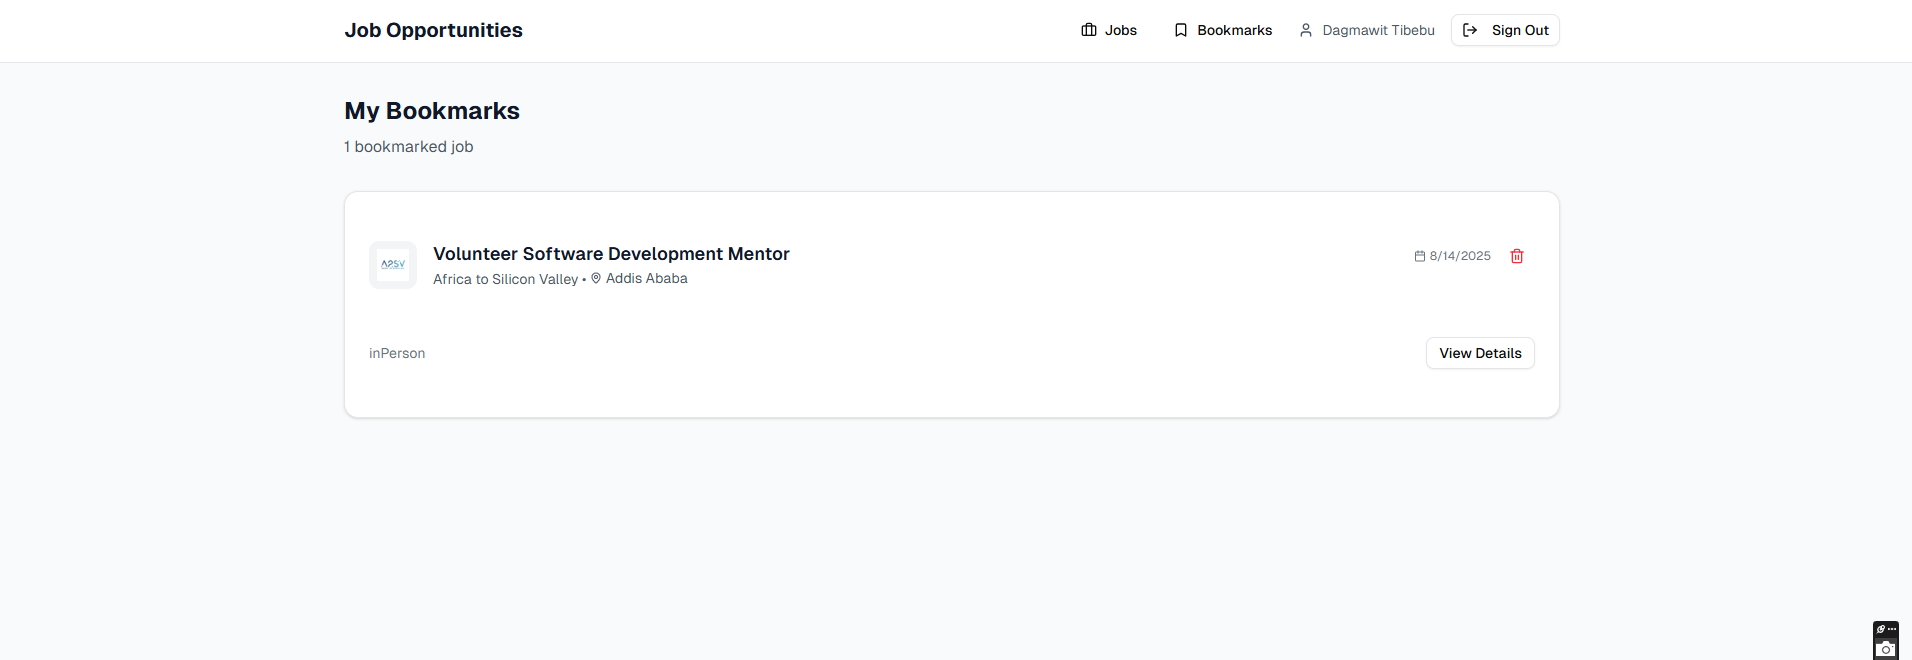 Job Opportunities
Jobs
Bookmarks
Dagmawit Tibebu
Sign Out
My Bookmarks
1 bookmarked job
A2SV
Volunteer Software Development Mentor
8/14/2025
Africa to Silicon Valley • Addis Ababa
inPerson
View Details